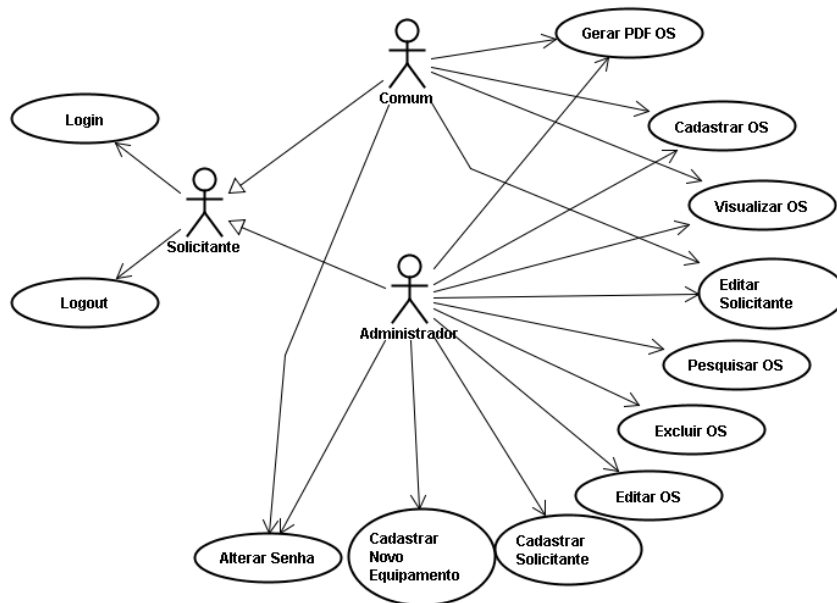 Gerar PDF OS
Comum
Login
Cadastrar OS
Visualizar OS
Solicitante
Editar
Solicitante
Logout
Administrador
Pesquisar OS
Excluir OS
Editar OS
Alterar Senha
Cadastrar
Novo
Equipamento
Cadastrar
Solicitante